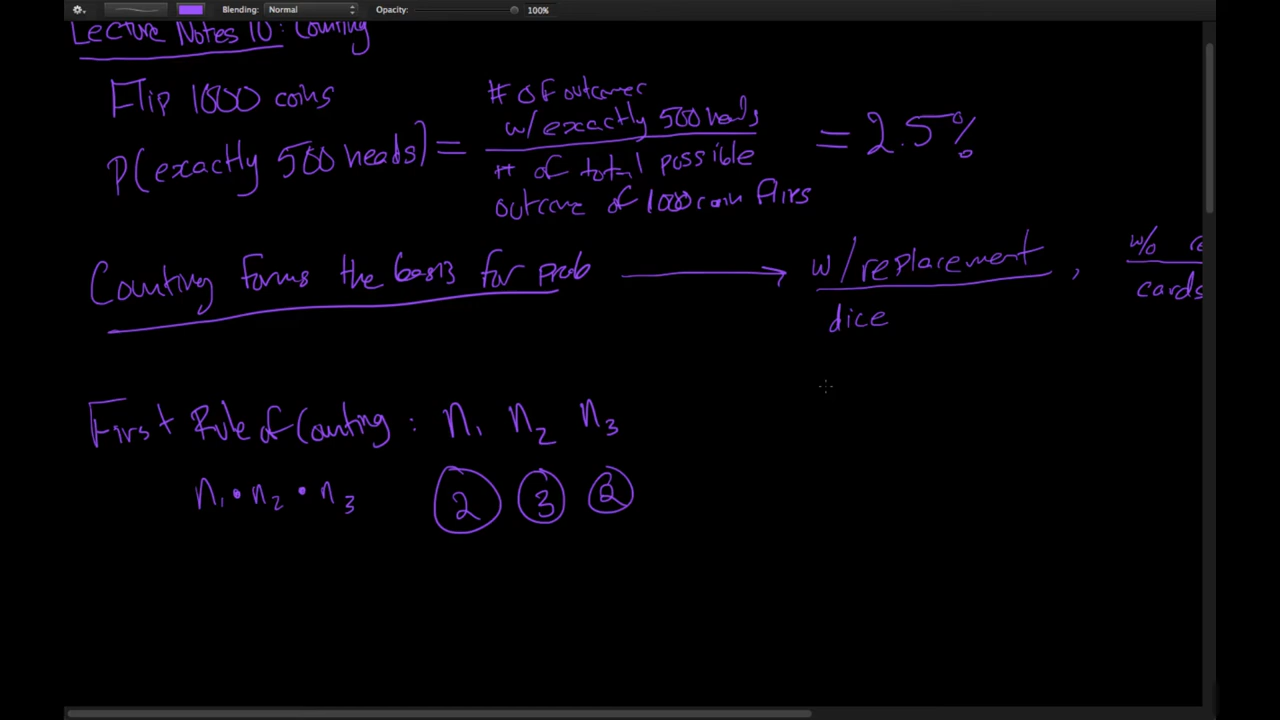 Blending: Normal Opacity: 100%
Lecture Notes 10: Counting
Flip 1000 coins
P(exactly 500 heads) = # of outcomes w/ exactly 500 heads / # of total possible outcome of 1000 coin flips = 2.5%
Counting forms the basis for prob → w/replacement, w/o
dice cards
First Rule of Counting: n1 n2 n3
n1 • n2 • n3 2 3 2